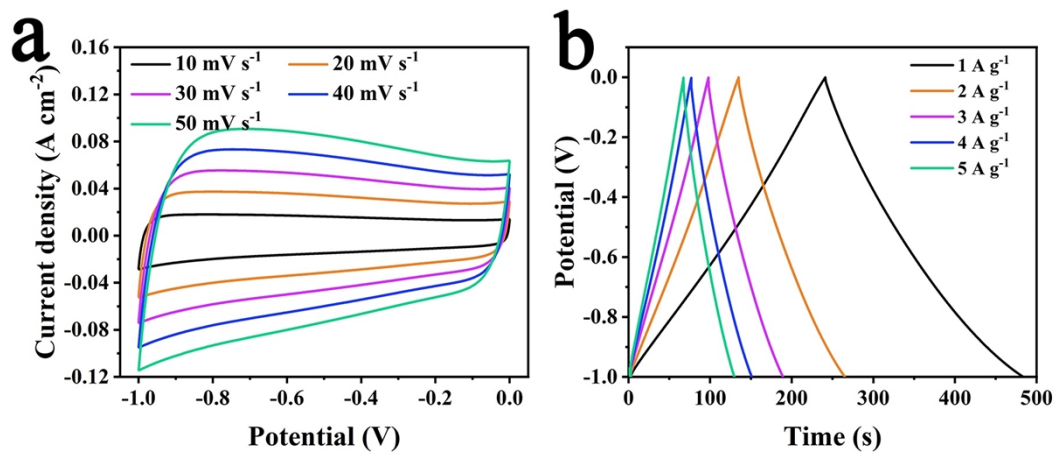 a
Currrent density (A cm-2)
0.16
0.12
0.08
0.04
0.00
-0.04
-0.08
-0.12
10 mV s-1
20 mV s-1
30 mV s-1
40 mV s-1
50 mV s-1
-1.0
-0.8
-0.6
-0.4
-0.2
0.0
Potential (V)
b
Potential (V)
0.0
-0.2
-0.4
-0.6
-0.8
-1.0
1 A g-1
2 A g-1
3 A g-1
4 A g-1
5 A g-1
0
100
200
300
400
500
Time (s)